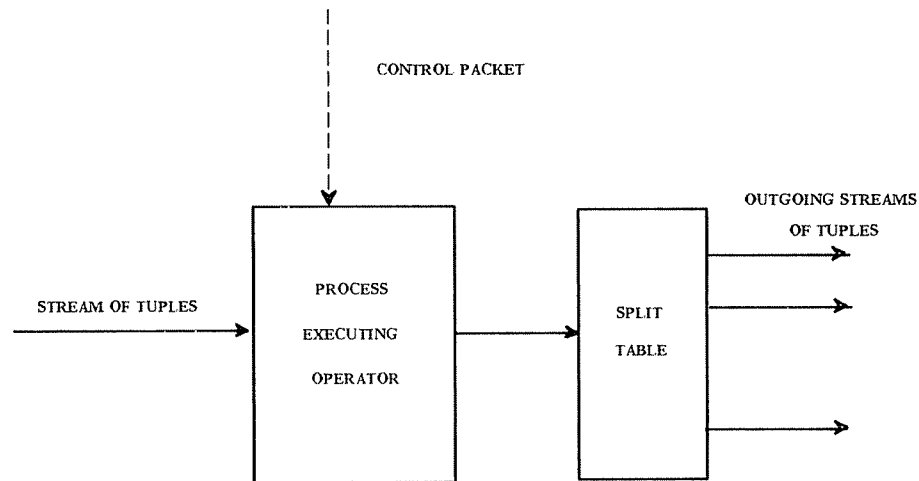 CONTROL PACKET
OUTGOING STREAMS
OF TUPLES
STREAM OF TUPLES
PROCESS
EXECUTING
OPERATOR
SPLIT
TABLE